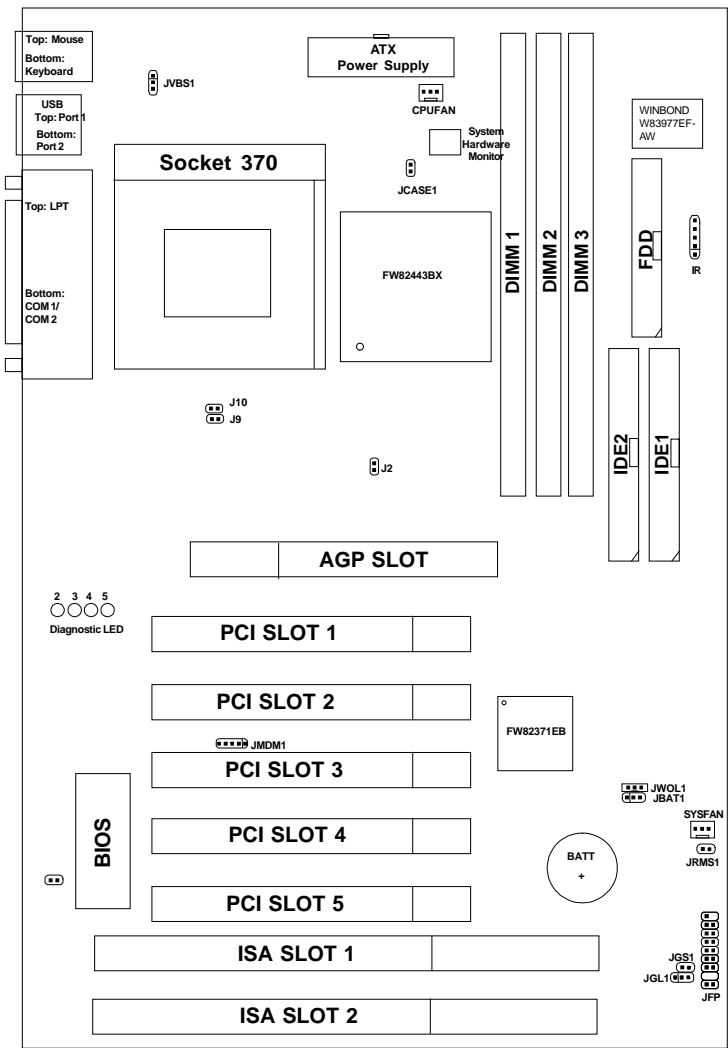 Top: Mouse
Bottom:
Keyboard
USB
Top: Port 1
Bottom:
Port 2
Top: LPT
Bottom:
COM 1/
COM 2
JVBS1
ATX
Power Supply
CPUFAN
System
Hardware
Monitor
JCASE1
WINBOND
W83977EF-
AW
Socket 370
FW82443BX
DIMM 1
DIMM 2
DIMM 3
FDD
IR
IDE2
IDE1
J10
J9
J2
AGP SLOT
2 3 4 5
Diagnostic LED
PCI SLOT 1
PCI SLOT 2
JMDM1
PCI SLOT 3
PCI SLOT 4
PCI SLOT 5
FW82371EB
JWOL1
JBAT1
SYSFAN
JRMS1
BIOS
BATT
+
ISA SLOT 1
ISA SLOT 2
JGS1
JGL1
JFP